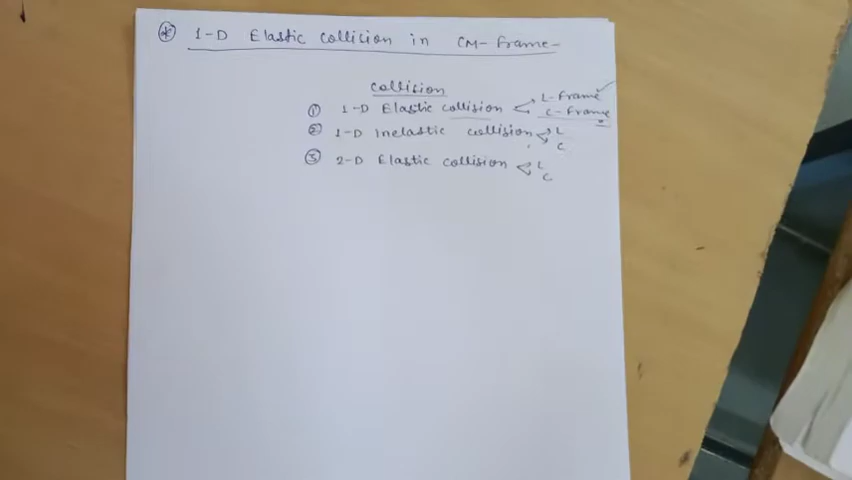 * 1-D Elastic collision in CM-Frame-
Collision
① 1-D Elastic collision < L-Frame ✓
C-Frame
② 1-D Inelastic collision < L
C
③ 2-D Elastic collision < L
C